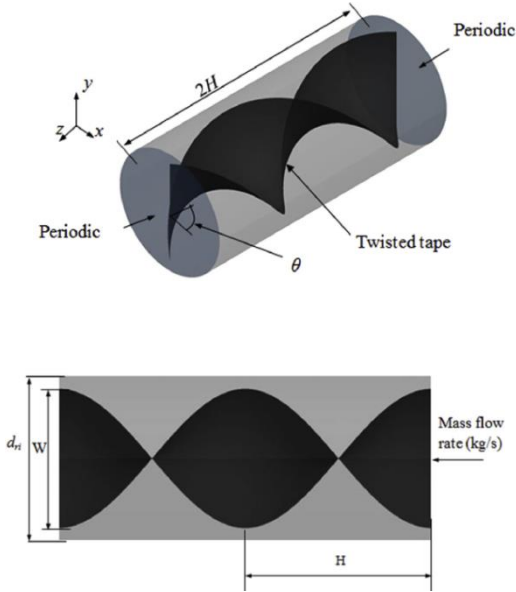 Periodic
2H
y
z
x
Periodic
Twisted tape
θ
d_ri
W
Mass flow
rate (kg/s)
H